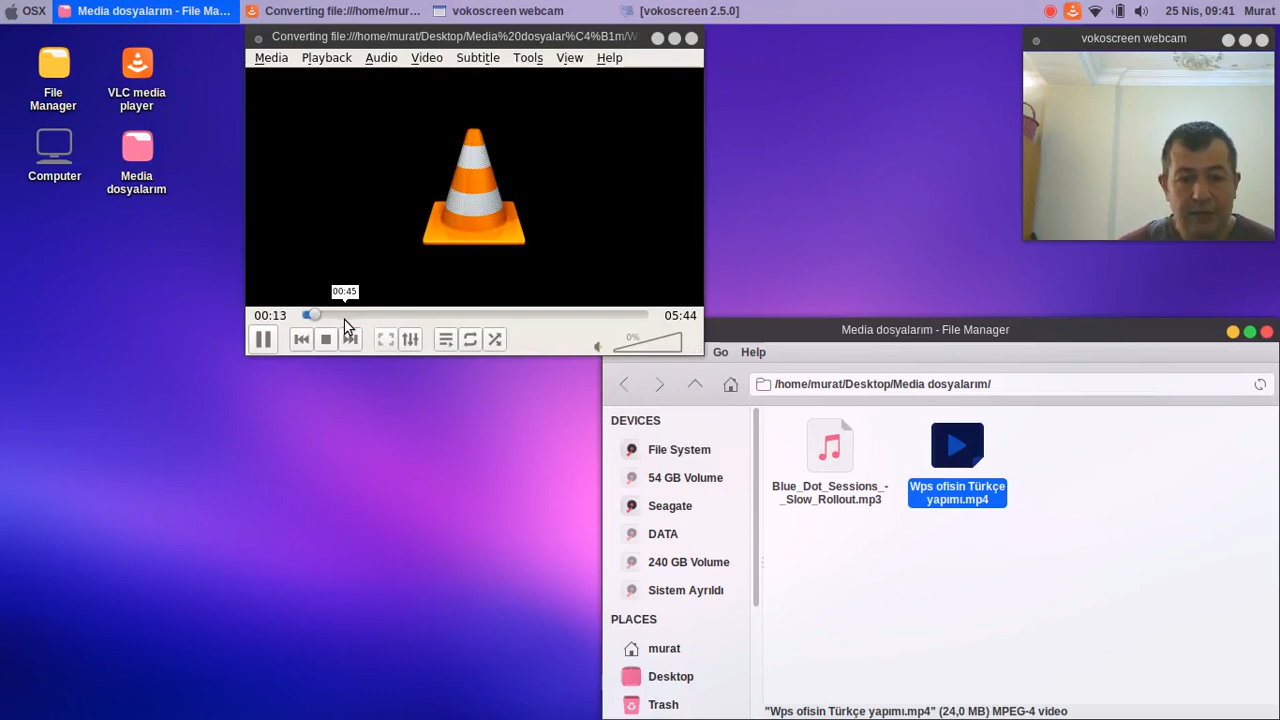 OSX
Media dosyalarım - File Ma...
Converting file:///home/mur...
vokoscreen webcam
[vokoscreen 2.5.0]
25 Nis, 09:41
Murat
File
Manager
VLC media
player
Computer
Media
dosyalarım
Converting file:///home/murat/Desktop/Media%20dosyalar%C4%B1m/W
Media
Playback
Audio
Video
Subtitle
Tools
View
Help
00:45
00:13
05:44
0%
vokoscreen webcam
Media dosyalarım - File Manager
Go
Help
/home/murat/Desktop/Media dosyalarım/
DEVICES
File System
54 GB Volume
Seagate
DATA
240 GB Volume
Sistem Ayrıldı
PLACES
murat
Desktop
Trash
Blue_Dot_Sessions_-
_Slow_Rollout.mp3
Wps ofisin Türkçe
yapımı.mp4
"Wps ofisin Türkçe yapımı.mp4" (24,0 MB) MPEG-4 video